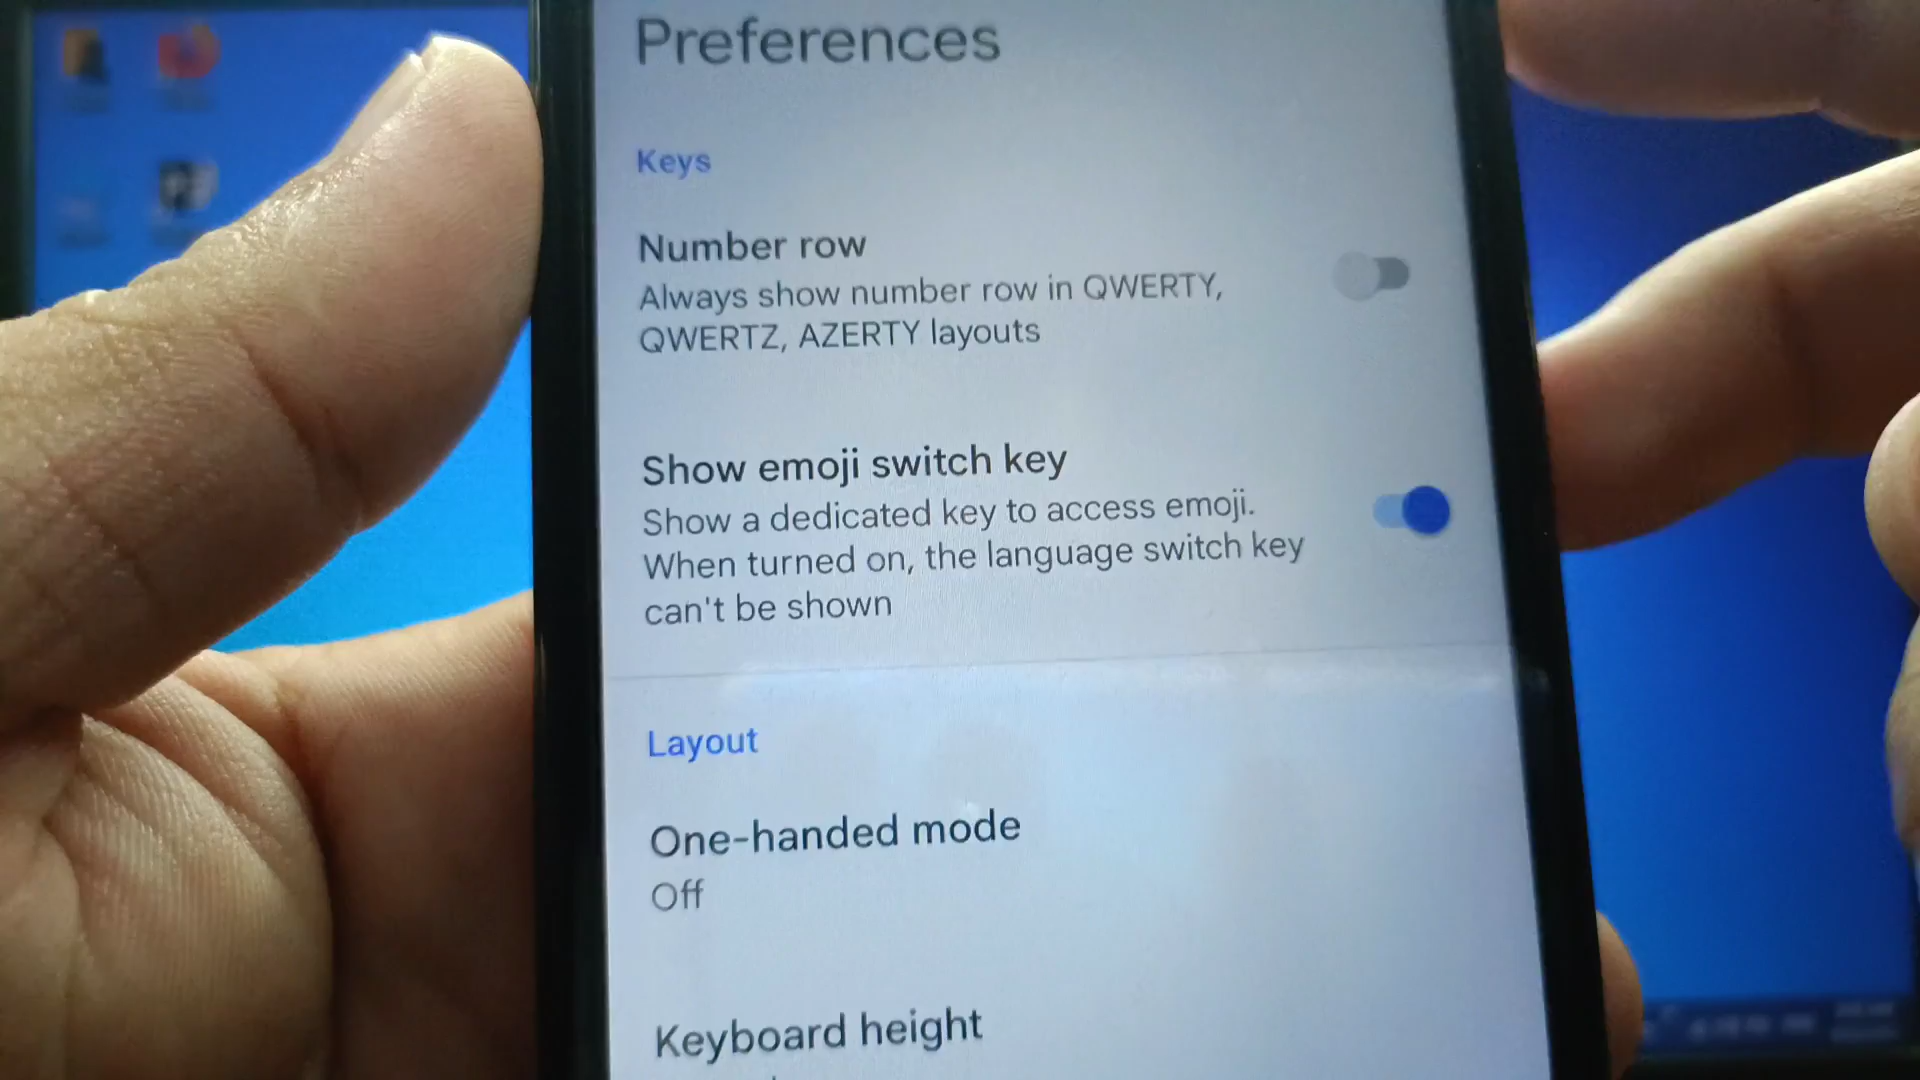 Preferences
Keys
Number row
Always show number row in QWERTY,
QWERTZ, AZERTY layouts
Show emoji switch key
Show a dedicated key to access emoji.
When turned on, the language switch key
can't be shown
Layout
One-handed mode
Off
Keyboard height